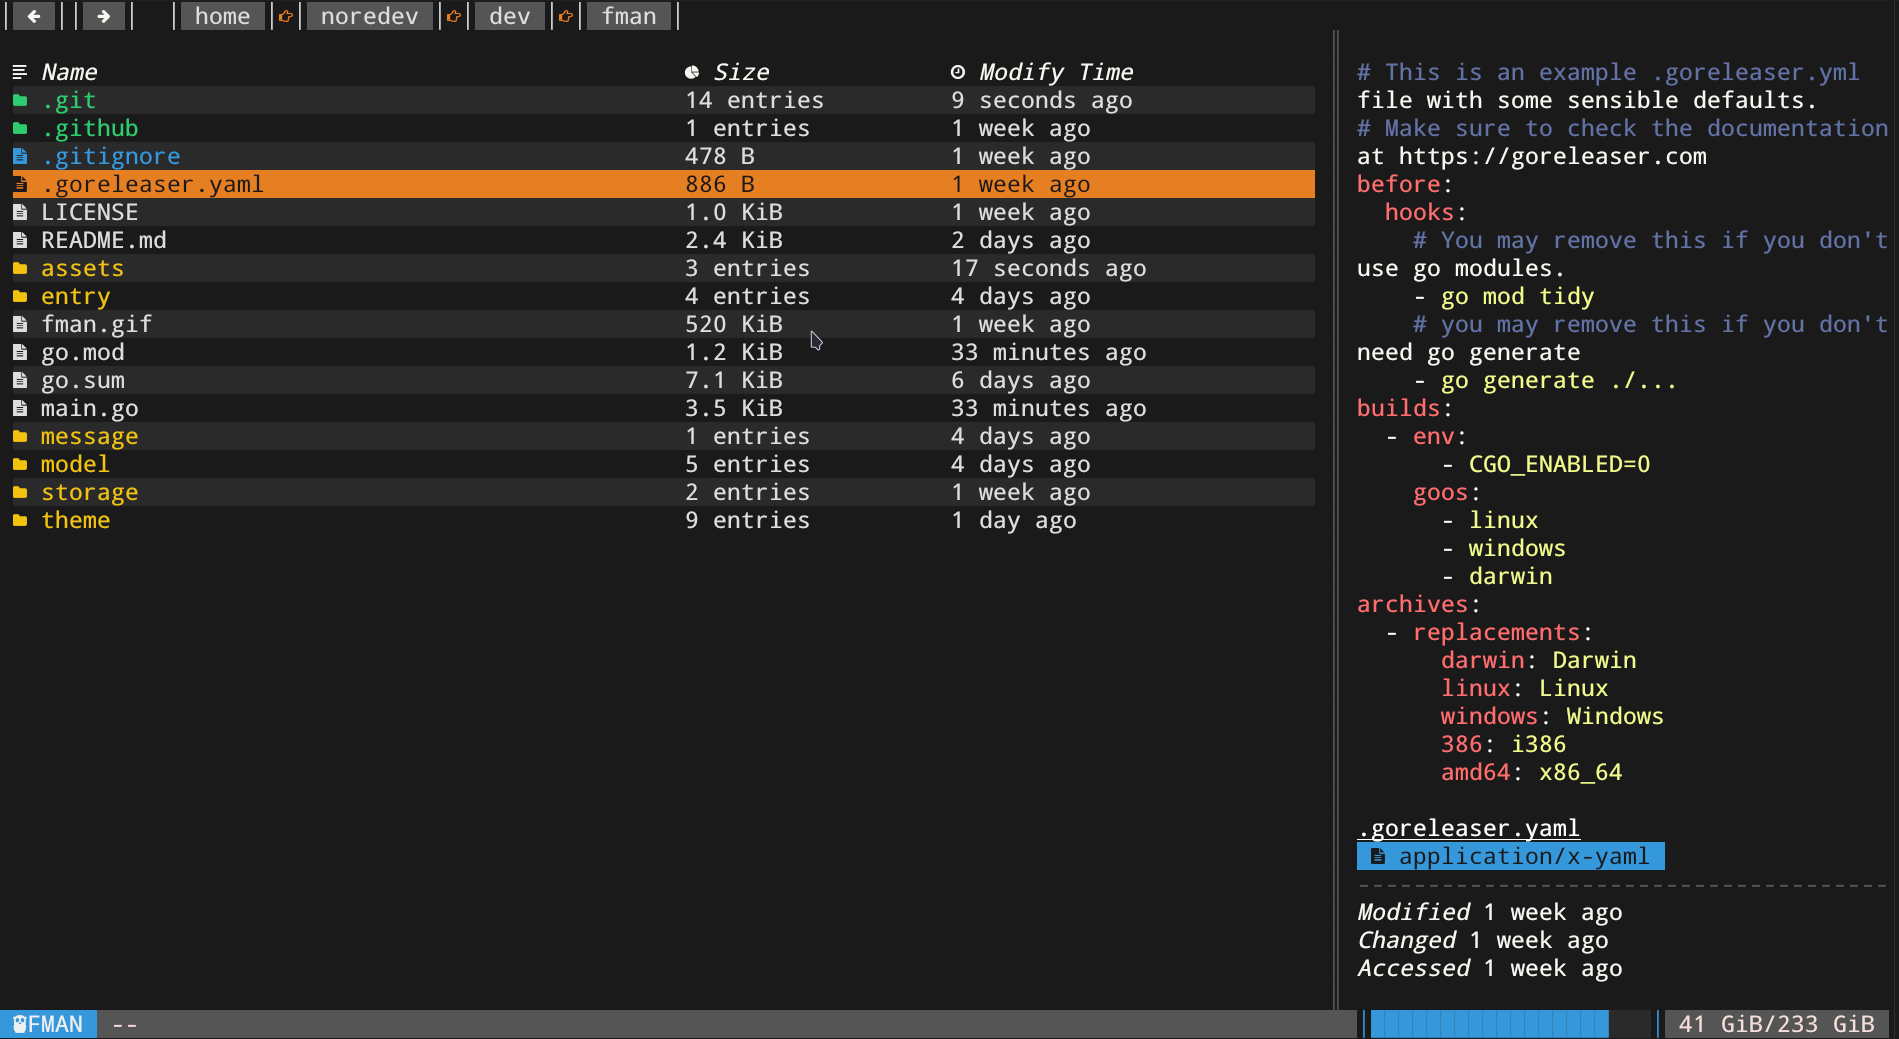 home noredev dev fman
Name Size Modify Time
.git 14 entries 9 seconds ago
.github 1 entries 1 week ago
.gitignore 478 B 1 week ago
.goreleaser.yaml 886 B 1 week ago
LICENSE 1.0 KiB 1 week ago
README.md 2.4 KiB 2 days ago
assets 3 entries 17 seconds ago
entry 4 entries 4 days ago
fman.gif 520 KiB 1 week ago
go.mod 1.2 KiB 33 minutes ago
go.sum 7.1 KiB 6 days ago
main.go 3.5 KiB 33 minutes ago
message 1 entries 4 days ago
model 5 entries 4 days ago
storage 2 entries 1 week ago
theme 9 entries 1 day ago
# This is an example .goreleaser.yml
file with some sensible defaults.
# Make sure to check the documentation
at https://goreleaser.com
before:
  hooks:
    # You may remove this if you don't
use go modules.
    - go mod tidy
    # you may remove this if you don't
need go generate
    - go generate ./...
builds:
  - env:
      - CGO_ENABLED=0
    goos:
      - linux
      - windows
      - darwin
archives:
  - replacements:
      darwin: Darwin
      linux: Linux
      windows: Windows
      386: i386
      amd64: x86_64
.goreleaser.yaml
application/x-yaml
Modified 1 week ago
Changed 1 week ago
Accessed 1 week ago
FMAN -- 41 GiB/233 GiB